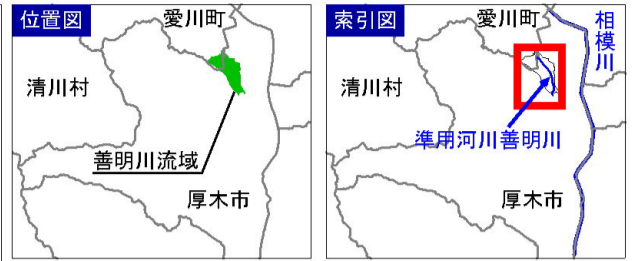 位置図
愛川町
清川村
善明川流域
厚木市
索引図
愛川町
相模川
清川村
準用河川善明川
厚木市